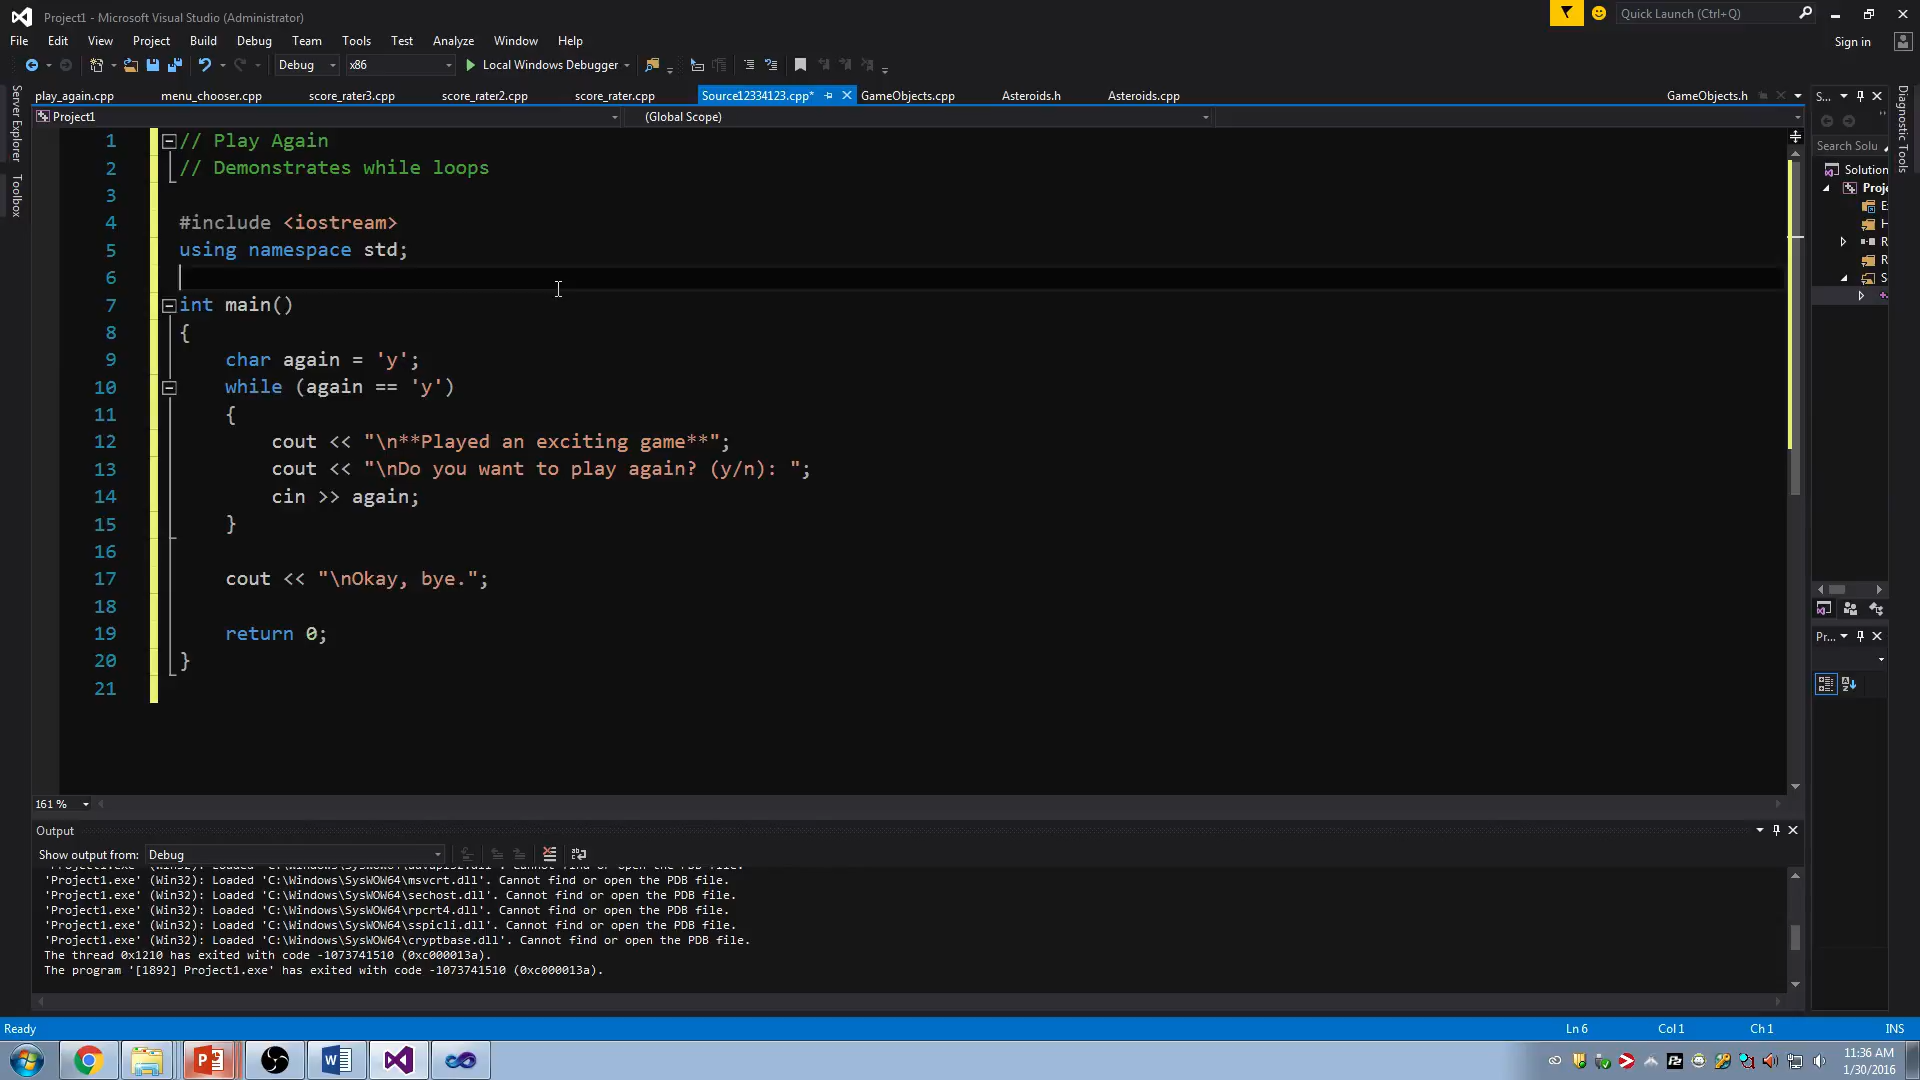 Project1 - Microsoft Visual Studio (Administrator)
Quick Launch (Ctrl+Q)
File Edit View Project Build Debug Team Tools Test Analyze Window Help
Sign in
Debug x86 Local Windows Debugger
play_again.cpp menu_chooser.cpp score_rater3.cpp score_rater2.cpp score_rater.cpp Source12334123.cpp* GameObjects.cpp Asteroids.h Asteroids.cpp GameObjects.h S...
Project1 (Global Scope)
Server Explorer
Toolbox
Diagnostic Tools
Search Solu
Solution
Proje
1 // Play Again
2 // Demonstrates while loops
3
4 #include <iostream>
5 using namespace std;
6
7 int main()
8 {
9 char again = 'y';
10 while (again == 'y')
11 {
12 cout << "\n**Played an exciting game**";
13 cout << "\nDo you want to play again? (y/n): ";
14 cin >> again;
15 }
16
17 cout << "\nOkay, bye.";
18
19 return 0;
20 }
21
Pr...
161 %
Output
Show output from: Debug
'Project1.exe' (Win32): Loaded 'C:\Windows\SysWOW64\msvcrt.dll'. Cannot find or open the PDB file.
'Project1.exe' (Win32): Loaded 'C:\Windows\SysWOW64\sechost.dll'. Cannot find or open the PDB file.
'Project1.exe' (Win32): Loaded 'C:\Windows\SysWOW64\rpcrt4.dll'. Cannot find or open the PDB file.
'Project1.exe' (Win32): Loaded 'C:\Windows\SysWOW64\sspicli.dll'. Cannot find or open the PDB file.
'Project1.exe' (Win32): Loaded 'C:\Windows\SysWOW64\cryptbase.dll'. Cannot find or open the PDB file.
The thread 0x1210 has exited with code -1073741510 (0xc000013a).
The program '[1892] Project1.exe' has exited with code -1073741510 (0xc000013a).
Ready Ln 6 Col 1 Ch 1 INS
11:36 AM
1/30/2016